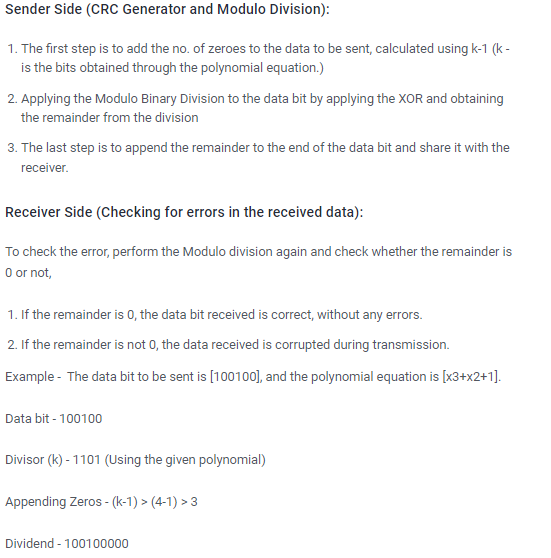 Sender Side (CRC Generator and Modulo Division):
1. The first step is to add the no. of zeroes to the data to be sent, calculated using k-1 (k -
is the bits obtained through the polynomial equation.)
2. Applying the Modulo Binary Division to the data bit by applying the XOR and obtaining
the remainder from the division
3. The last step is to append the remainder to the end of the data bit and share it with the
receiver.
Receiver Side (Checking for errors in the received data):
To check the error, perform the Modulo division again and check whether the remainder is
0 or not,
1. If the remainder is 0, the data bit received is correct, without any errors.
2. If the remainder is not 0, the data received is corrupted during transmission.
Example - The data bit to be sent is [100100], and the polynomial equation is [x3+x2+1].
Data bit - 100100
Divisor (k) - 1101 (Using the given polynomial)
Appending Zeros - (k-1) > (4-1) > 3
Dividend - 100100000